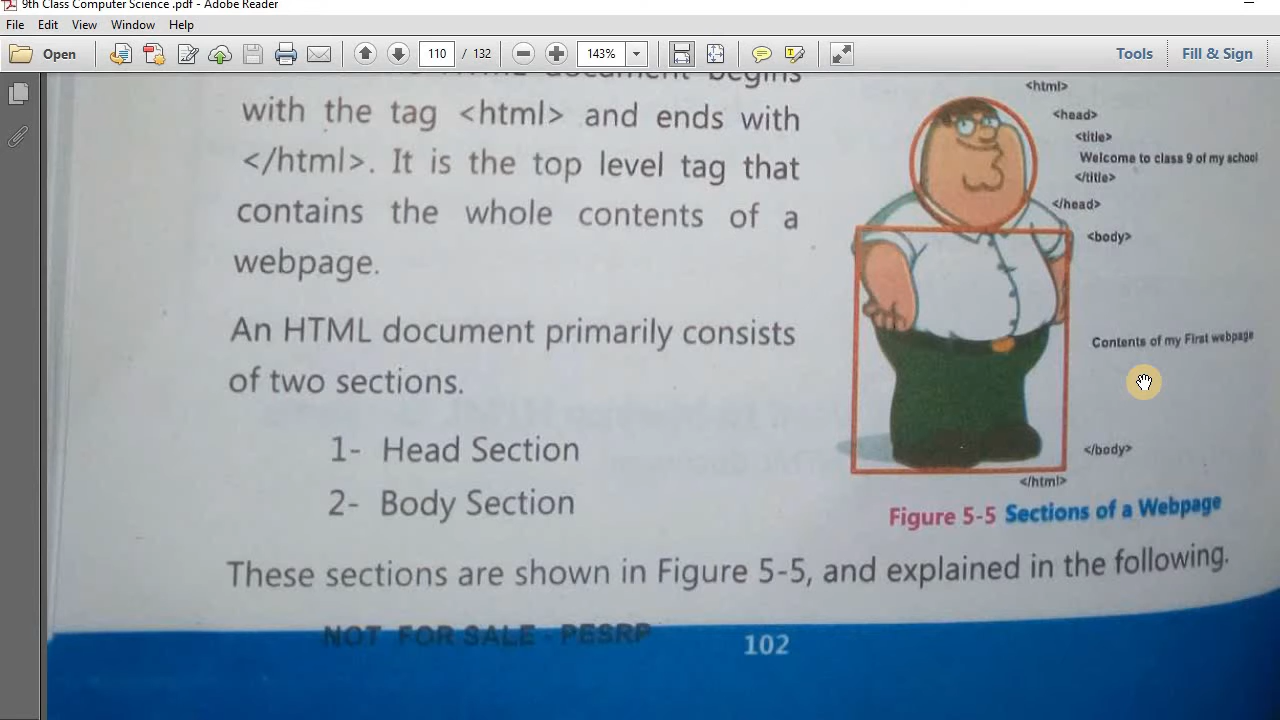 9th Class Computer Science .pdf - Adobe Reader
File Edit View Window Help
Open 110 / 132 143% Tools Fill & Sign
document begins
with the tag <html> and ends with
</html>. It is the top level tag that
contains the whole contents of a
webpage.
An HTML document primarily consists
of two sections.
1- Head Section
2- Body Section
<html>
<head>
<title>
Welcome to class 9 of my school
</title>
</head>
<body>
Contents of my First webpage
</body>
</html>
Figure 5-5 Sections of a Webpage
These sections are shown in Figure 5-5, and explained in the following.
NOT FOR SALE - PESRP
102